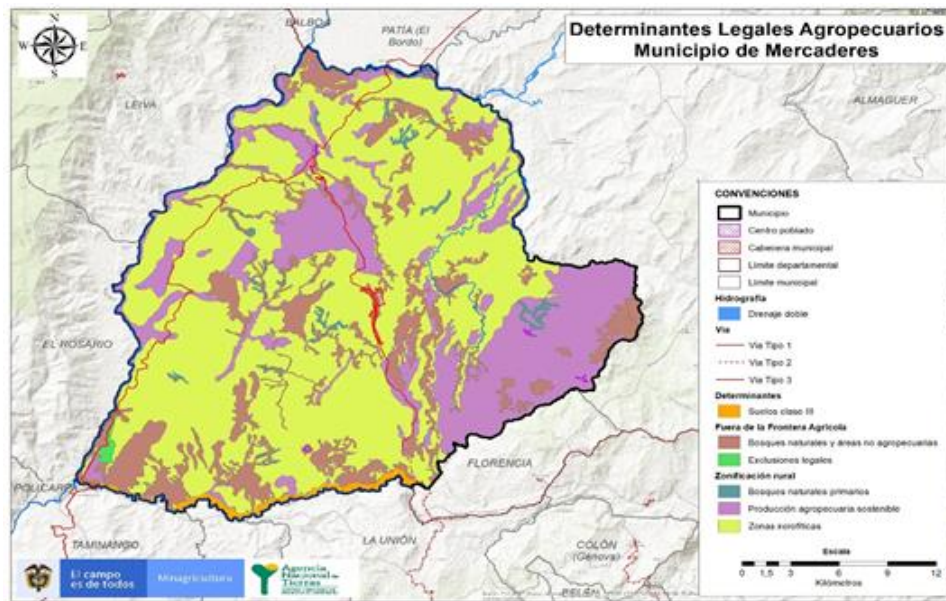 Determinantes Legales Agropecuarios
Municipio de Mercaderes
N
W E
S
BALBOA
PATÍA (El
Bordo)
LEIVA
ALMAGUER
EL ROSARIO
POLICARP
TAMINANGO
LA UNIÓN
FLORENCIA
COLÓN
(Génova)
BELÉN
CONVENCIONES
Municipio
Centro poblado
Cabecera municipal
Límite departamental
Límite municipal
Hidrografía
Drenaje doble
Vía
Vía Tipo 1
Vía Tipo 2
Vía Tipo 3
Determinantes
Suelos clase III
Fuera de la Frontera Agrícola
Bosques naturales y áreas no agropecuarias
Exclusiones legales
Zonificación rural
Bosques naturales primarios
Producción agropecuaria sostenible
Zonas xerofíticas
Escala
0 1,5 3 6 9 12
Kilómetros
El campo
es de todos
Minagricultura
Agencia
Nacional de
Tierras